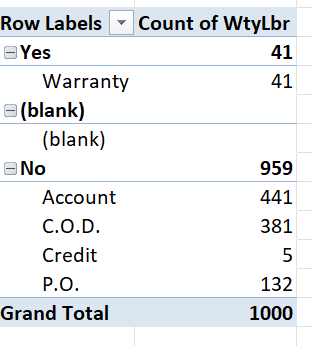 Row Labels Count of WtyLbr
Yes 41
Warranty 41
(blank)
(blank)
No 959
Account 441
C.O.D. 381
Credit 5
P.O. 132
Grand Total 1000